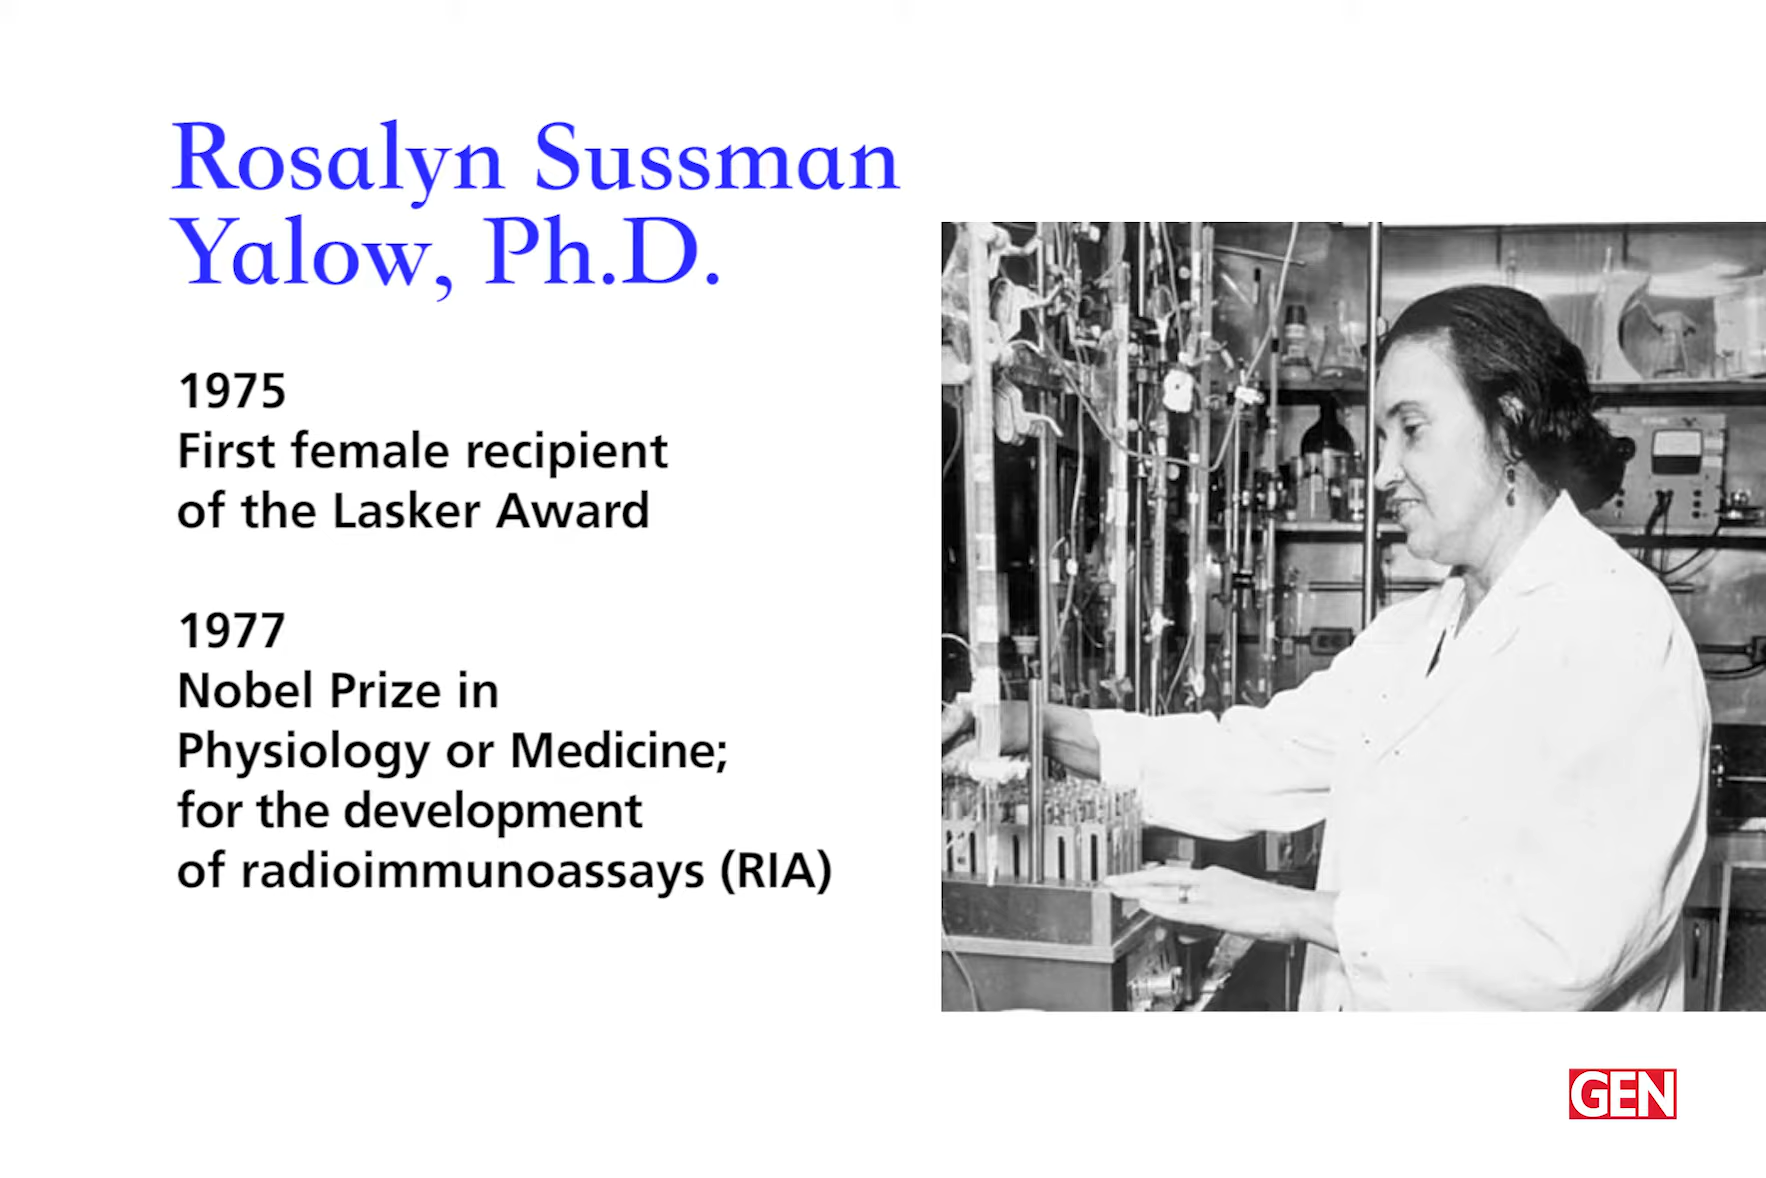 Rosalyn Sussman
Yalow, Ph.D.
1975
First female recipient
of the Lasker Award
1977
Nobel Prize in
Physiology or Medicine;
for the development
of radioimmunoassays (RIA)
GEN